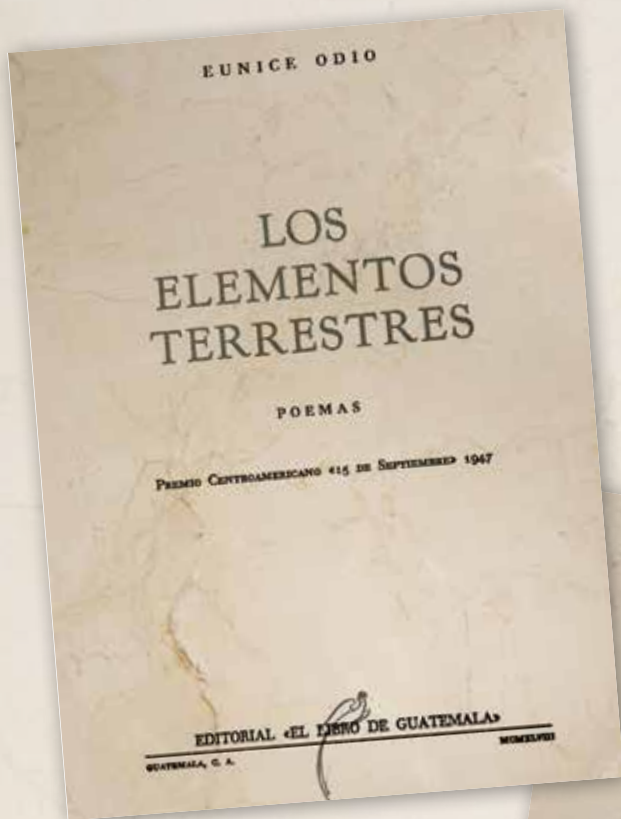 EUNICE ODIO
LOS
ELEMENTOS
TERRESTRES
POEMAS
PREMIO CENTROAMERICANO «15 DE SEPTIEMBRE» 1947
EDITORIAL «EL LIBRO DE GUATEMALA»
GUATEMALA, C. A.
MCMXLVIII